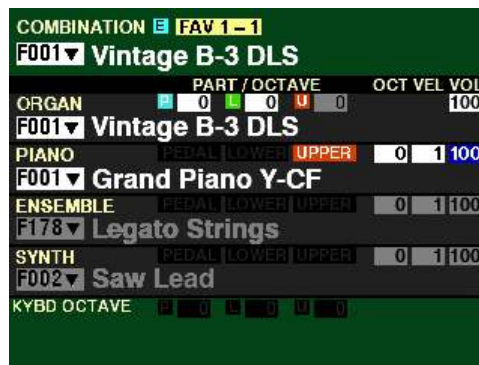 COMBINATION E FAV 1-1
F001▼ Vintage B-3 DLS
PART / OCTAVE OCT VEL VOL
ORGAN P 0 L 0 U 0 100
F001▼ Vintage B-3 DLS
PIANO PEDAL LOWER UPPER 0 1 100
F001▼ Grand Piano Y-CF
ENSEMBLE PEDAL LOWER UPPER 0 1 100
F178▼ Legato Strings
SYNTH PEDAL LOWER UPPER 0 1 100
F002▼ Saw Lead
KYBD OCTAVE P 0 L 0 U 0